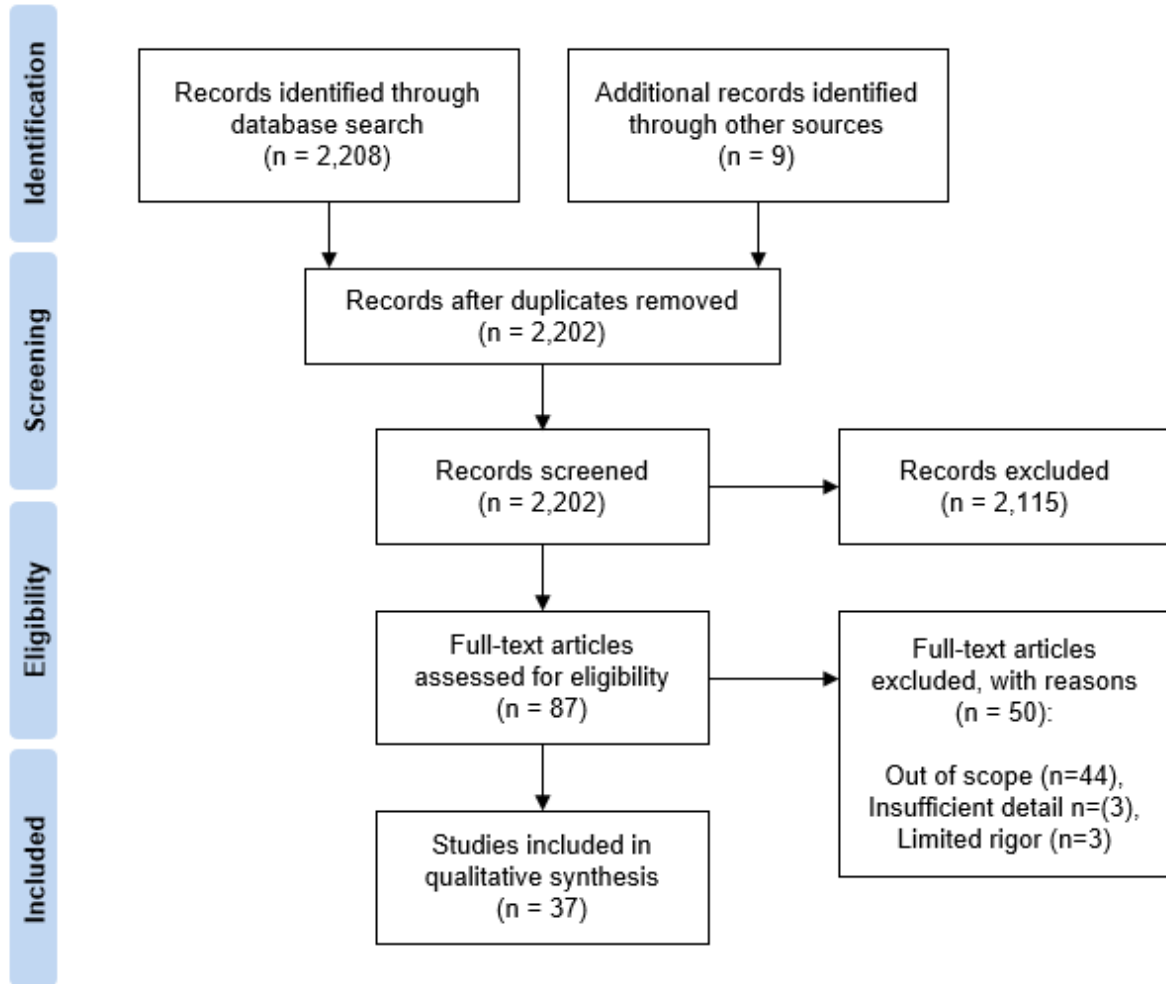 Identification
Records identified through
database search
(n = 2,208)
Additional records identified
through other sources
(n = 9)
Screening
Records after duplicates removed
(n = 2,202)
Records screened
(n = 2,202)
Records excluded
(n = 2,115)
Eligibility
Full-text articles
assessed for eligibility
(n = 87)
Full-text articles
excluded, with reasons
(n = 50):
Out of scope (n=44),
Insufficient detail n=(3),
Limited rigor (n=3)
Included
Studies included in
qualitative synthesis
(n = 37)